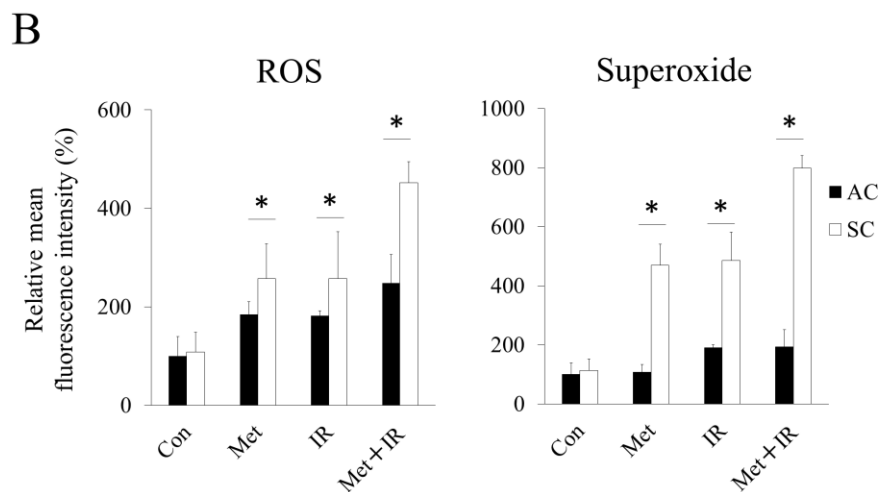 B
ROS
Superoxide
Relative mean
fluorescence intensity (%)
600
400
200
0
*
*
*
Con
Met
IR
Met+IR
1000
800
600
400
200
0
*
*
*
Con
Met
IR
Met+IR
AC
SC